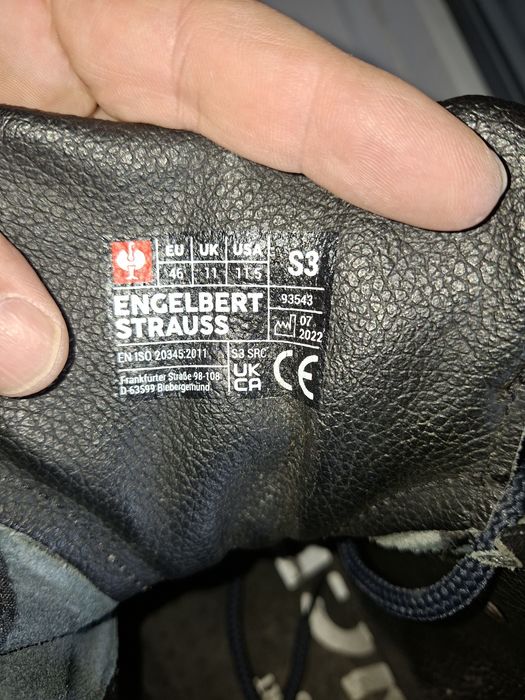 EU UK USA S3
46 11 11.5
ENGELBERT 93543
STRAUSS 07
2022
EN ISO 20345:2011 S3 SRC
Frankfurter Straße 98-108 UK
D-63599 Biebergemünd CA CE